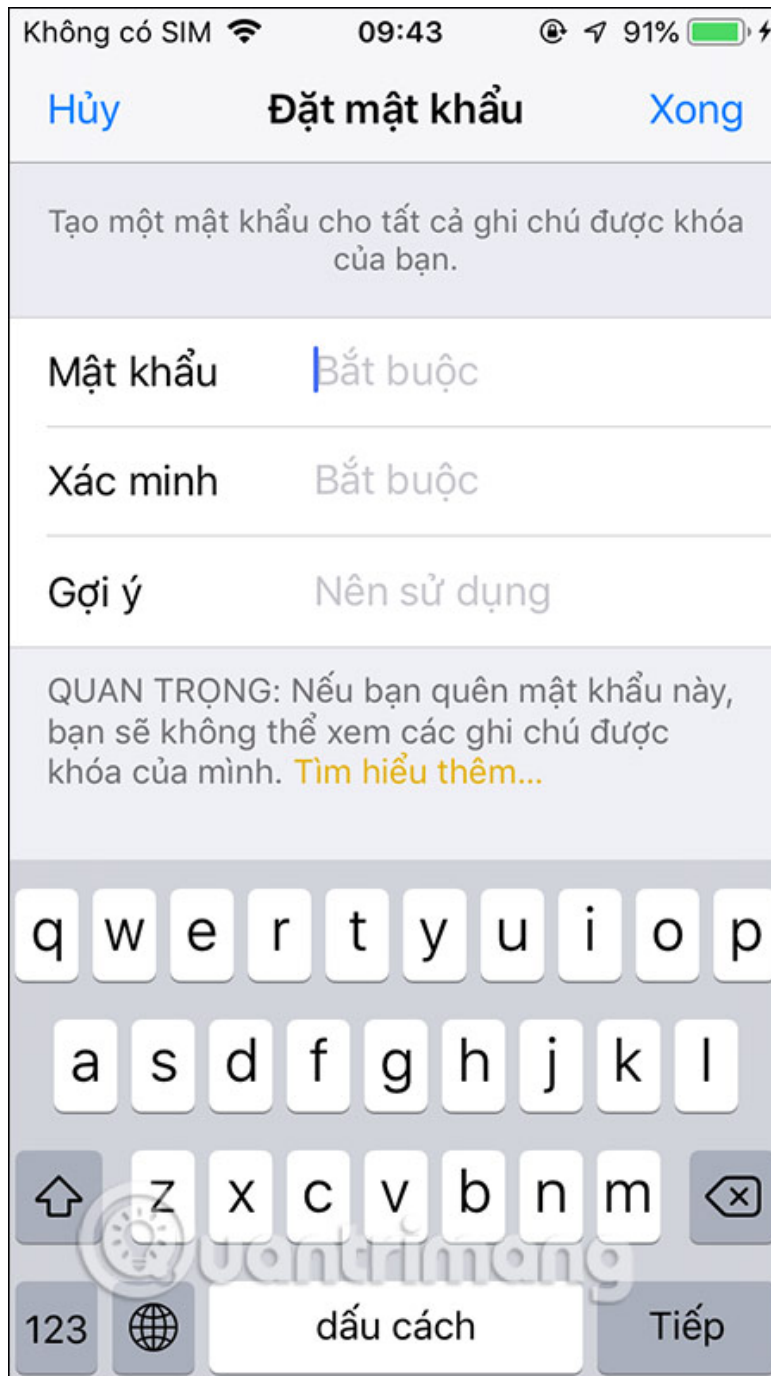 Không có SIM 09:43 91%
Hủy Đặt mật khẩu Xong
Tạo một mật khẩu cho tất cả ghi chú được khóa
của bạn.
Mật khẩu Bắt buộc
Xác minh Bắt buộc
Gợi ý Nên sử dụng
QUAN TRỌNG: Nếu bạn quên mật khẩu này,
bạn sẽ không thể xem các ghi chú được
khóa của mình. Tìm hiểu thêm...
q w e r t y u i o p
a s d f g h j k l
z x c v b n m
Quantrimang
123 dấu cách Tiếp